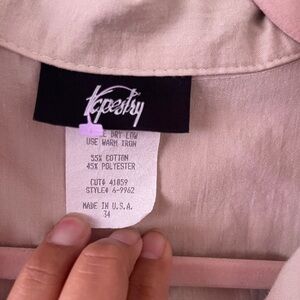 Tapestry
DRY LOW
USE WARM IRON
55% COTTON
45% POLYESTER
CUT# 41859
STYLE# 6-9962
MADE IN U.S.A.
34